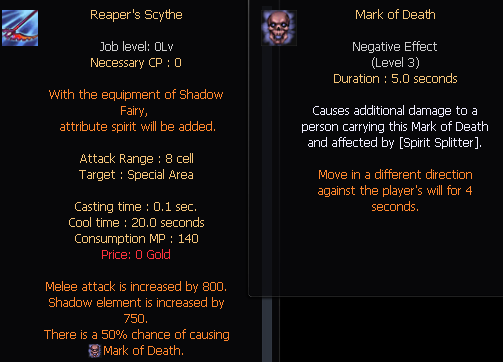 Reaper's Scythe
Job level: 0Lv
Necessary CP : 0
With the equipment of Shadow
Fairy,
attribute spirit will be added.
Attack Range : 8 cell
Target : Special Area
Casting time : 0.1 sec.
Cool time : 20.0 seconds
Consumption MP : 140
Price: 0 Gold
Melee attack is increased by 800.
Shadow element is increased by
750.
There is a 50% chance of causing
Mark of Death.
Mark of Death
Negative Effect
(Level 3)
Duration : 5.0 seconds
Causes additional damage to a
person carrying this Mark of Death
and affected by [Spirit Splitter].
Move in a different direction
against the player's will for 4
seconds.